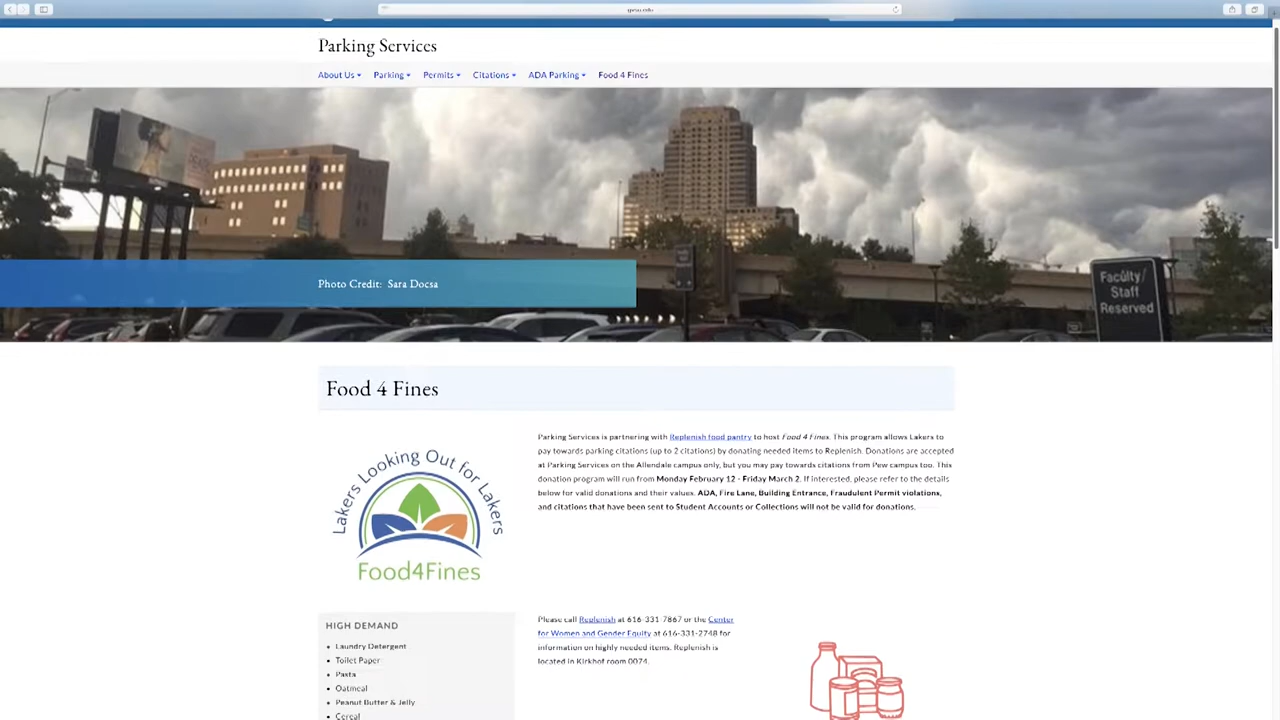 gvsu.edu
Parking Services
About Us Parking Permits Citations ADA Parking Food 4 Fines
Faculty/
Staff
Reserved
Photo Credit: Sara Docsa
Food 4 Fines
Lakers Looking Out for Lakers
Food4Fines
Parking Services is partnering with Replenish food pantry to host Food 4 Fines. This program allows Lakers to
pay towards parking citations (up to 2 citations) by donating needed items to Replenish. Donations are accepted
at Parking Services on the Allendale campus only, but you may pay towards citations from Pew campus too. This
donation program will run from Monday February 12 - Friday March 2. If interested, please refer to the details
below for valid donations and their values. ADA, Fire Lane, Building Entrance, Fraudulent Permit violations,
and citations that have been sent to Student Accounts or Collections will not be valid for donations.
HIGH DEMAND
Laundry Detergent
Toilet Paper
Pasta
Oatmeal
Peanut Butter & Jelly
Cereal
Please call Replenish at 616-331-7867 or the Center
for Women and Gender Equity at 616-331-2748 for
information on highly needed items. Replenish is
located in Kirkhof room 0074.